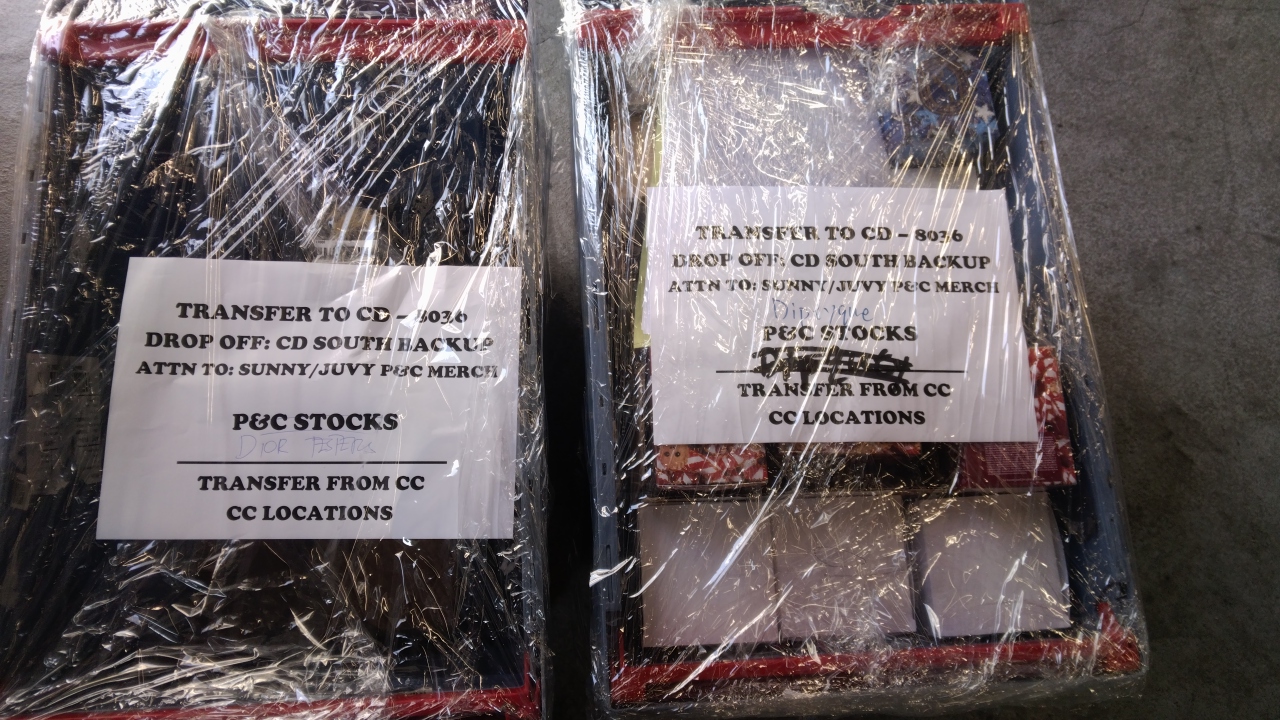 TRANSFER TO CD – 8036
DROP OFF: CD SOUTH BACKUP
ATTN TO: SUNNY/JUVY P&C MERCH
P&C STOCKS
DIOR TESTERS
TRANSFER FROM CC
CC LOCATIONS
TRANSFER TO CD – 8036
DROP OFF: CD SOUTH BACKUP
ATTN TO: SUNNY/JUVY P&C MERCH
Diptyque
P&C STOCKS
TRANSFER FROM CC
CC LOCATIONS